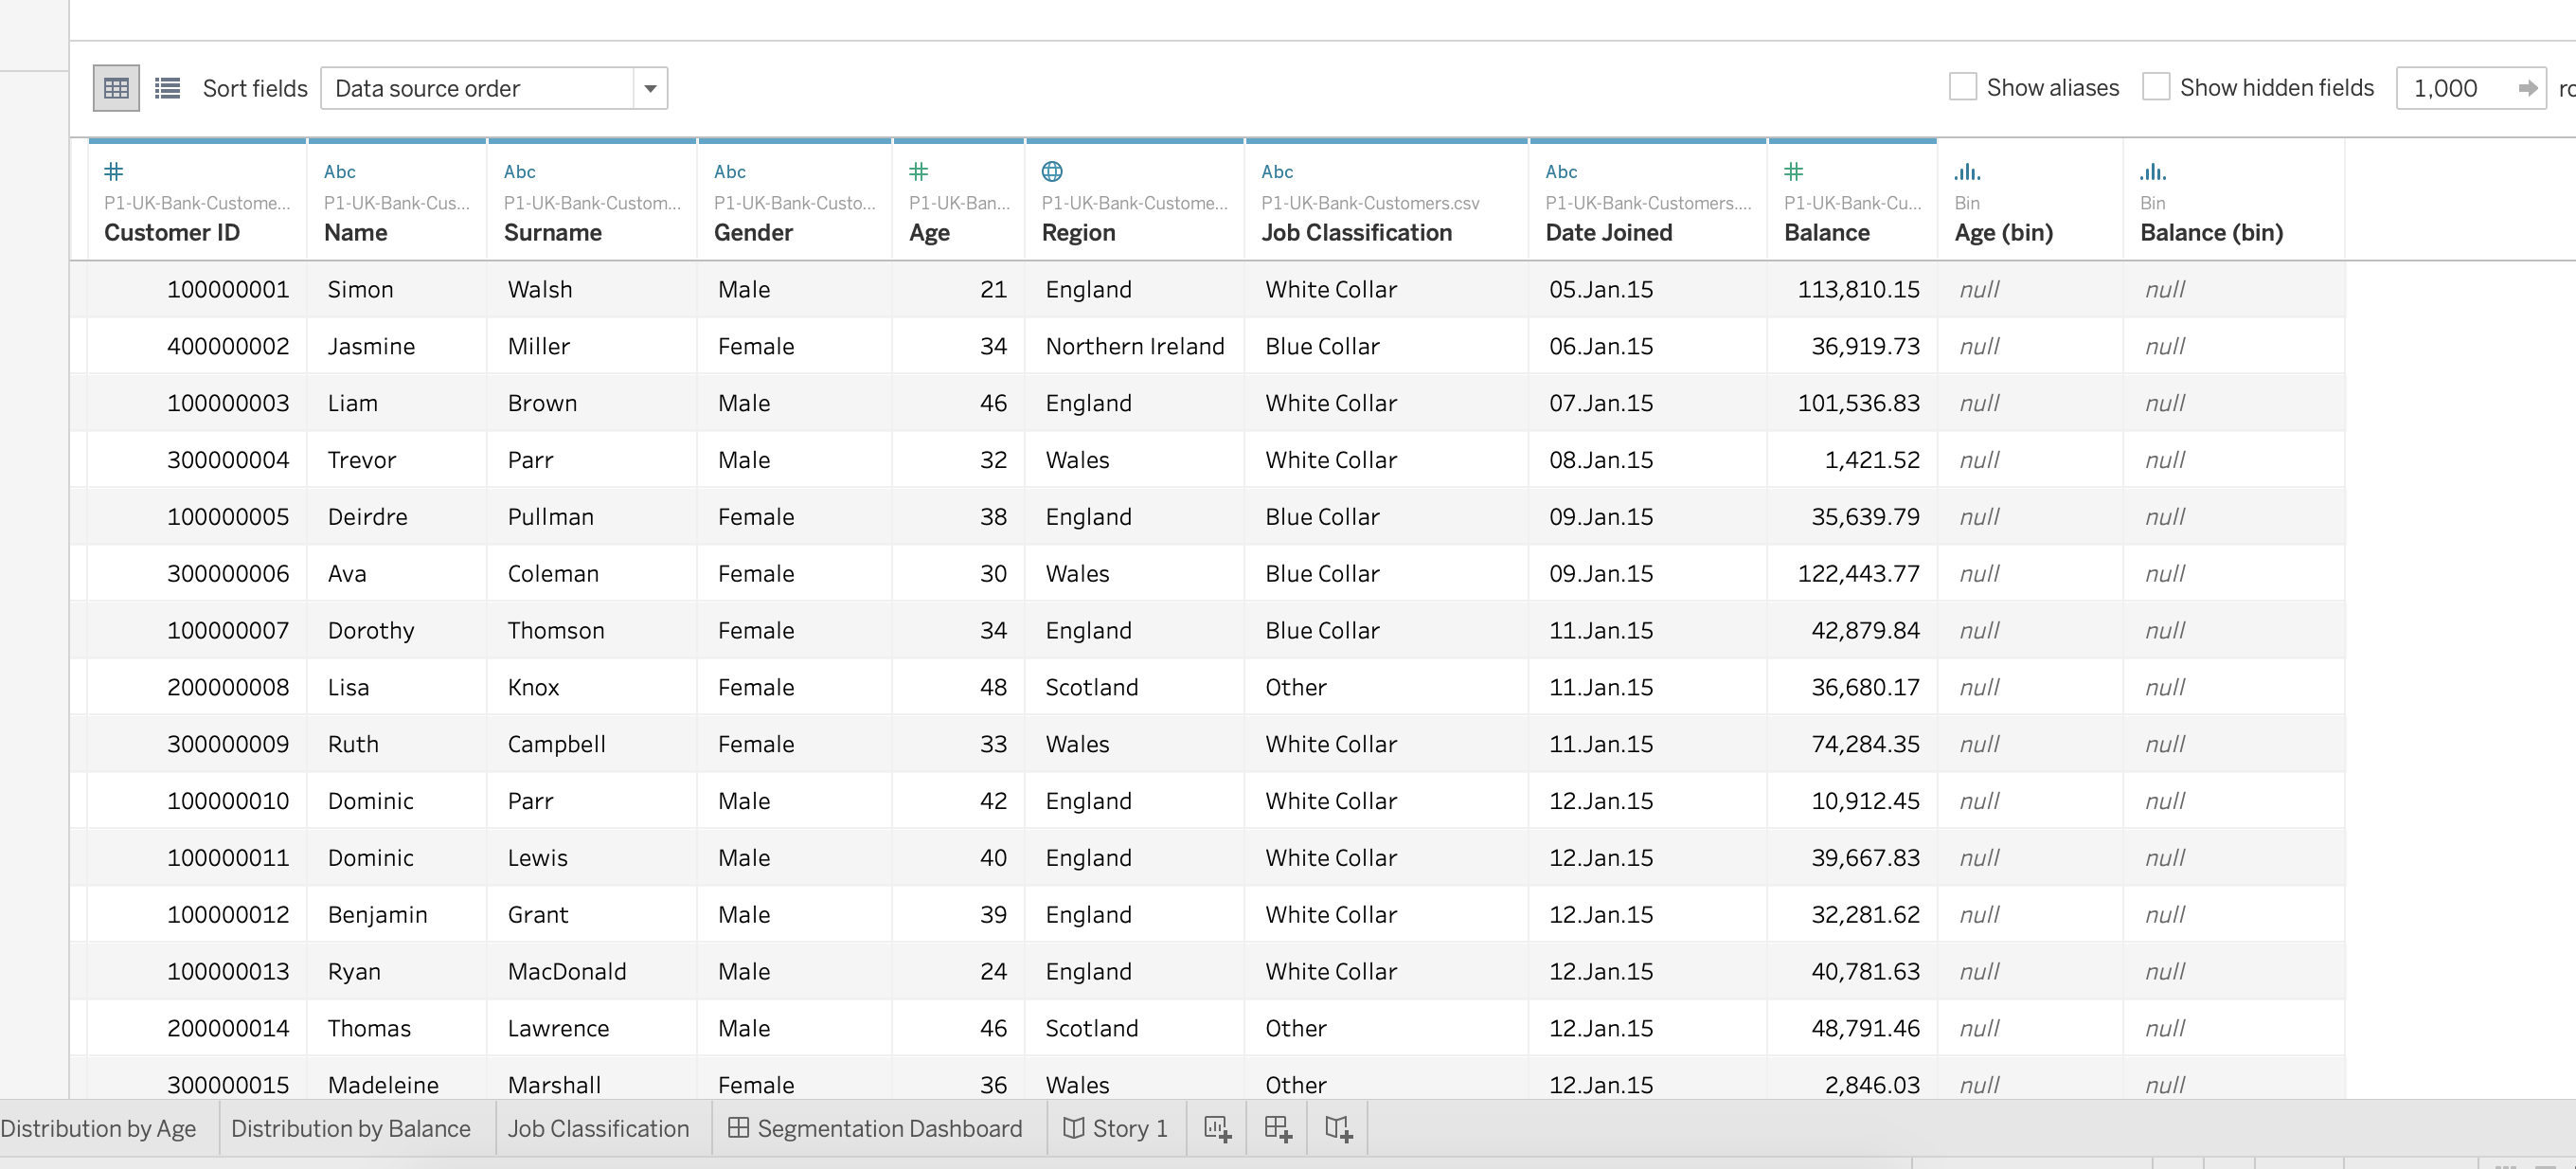 Sort fields Data source order Show aliases Show hidden fields 1,000
# Abc Abc Abc # Abc Abc #
P1-UK-Bank-Custome... P1-UK-Bank-Cus... P1-UK-Bank-Custom... P1-UK-Bank-Custo... P1-UK-Ban... P1-UK-Bank-Custome... P1-UK-Bank-Customers.csv P1-UK-Bank-Customers.... P1-UK-Bank-Cu... Bin Bin
Customer ID Name Surname Gender Age Region Job Classification Date Joined Balance Age (bin) Balance (bin)
100000001 Simon Walsh Male 21 England White Collar 05.Jan.15 113,810.15 null null
400000002 Jasmine Miller Female 34 Northern Ireland Blue Collar 06.Jan.15 36,919.73 null null
100000003 Liam Brown Male 46 England White Collar 07.Jan.15 101,536.83 null null
300000004 Trevor Parr Male 32 Wales White Collar 08.Jan.15 1,421.52 null null
100000005 Deirdre Pullman Female 38 England Blue Collar 09.Jan.15 35,639.79 null null
300000006 Ava Coleman Female 30 Wales Blue Collar 09.Jan.15 122,443.77 null null
100000007 Dorothy Thomson Female 34 England Blue Collar 11.Jan.15 42,879.84 null null
200000008 Lisa Knox Female 48 Scotland Other 11.Jan.15 36,680.17 null null
300000009 Ruth Campbell Female 33 Wales White Collar 11.Jan.15 74,284.35 null null
100000010 Dominic Parr Male 42 England White Collar 12.Jan.15 10,912.45 null null
100000011 Dominic Lewis Male 40 England White Collar 12.Jan.15 39,667.83 null null
100000012 Benjamin Grant Male 39 England White Collar 12.Jan.15 32,281.62 null null
100000013 Ryan MacDonald Male 24 England White Collar 12.Jan.15 40,781.63 null null
200000014 Thomas Lawrence Male 46 Scotland Other 12.Jan.15 48,791.46 null null
300000015 Madeleine Marshall Female 36 Wales Other 12.Jan.15 2,846.03 null null
Distribution by Age Distribution by Balance Job Classification Segmentation Dashboard Story 1